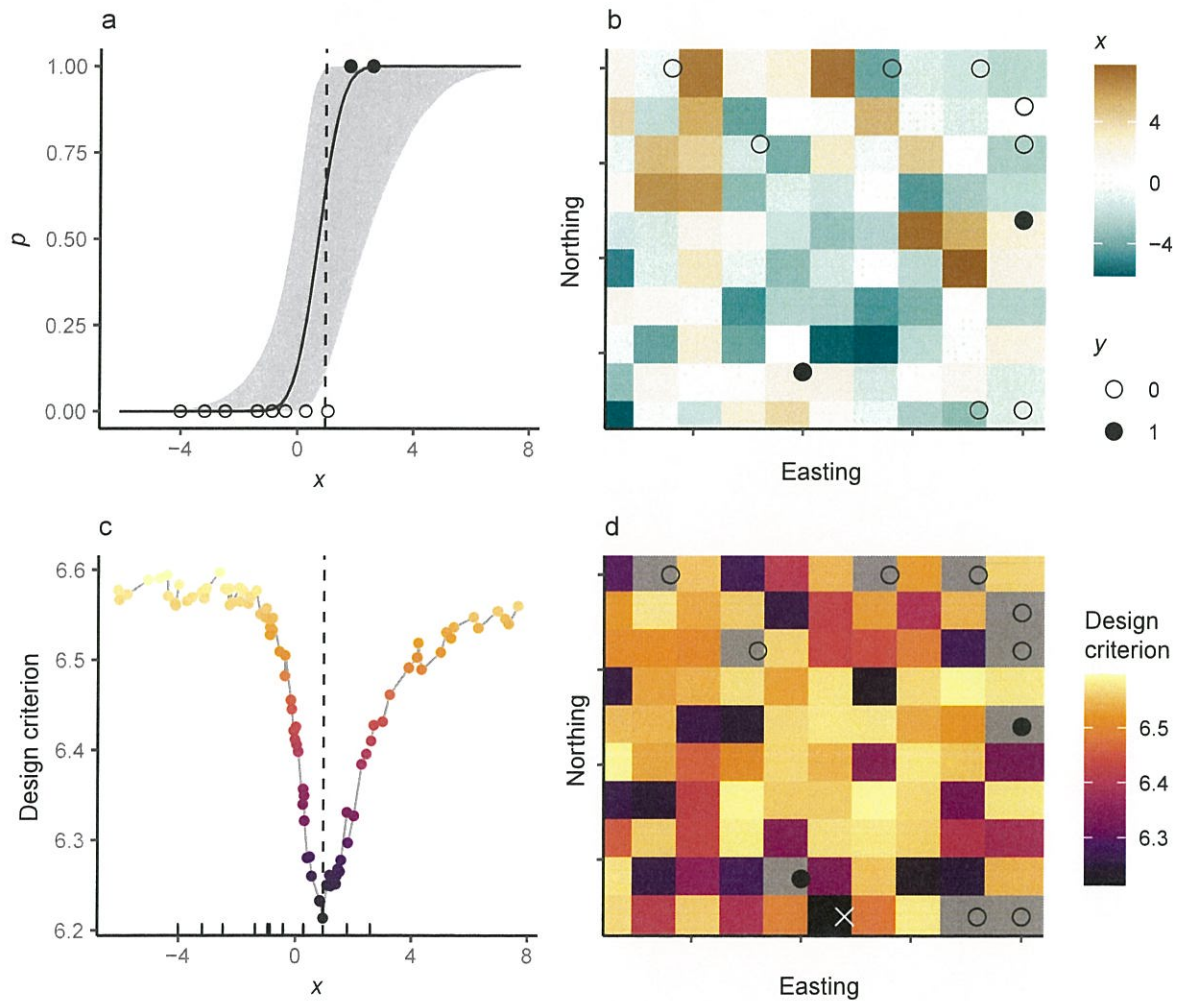 a
1.00
0.75
0.50
0.25
0.00
p
−4
0
4
8
x
b
Northing
Easting
x
4
0
−4
y
0
1
c
6.6
6.5
6.4
6.3
6.2
Design criterion
−4
0
4
8
x
d
Northing
Easting
Design
criterion
6.5
6.4
6.3